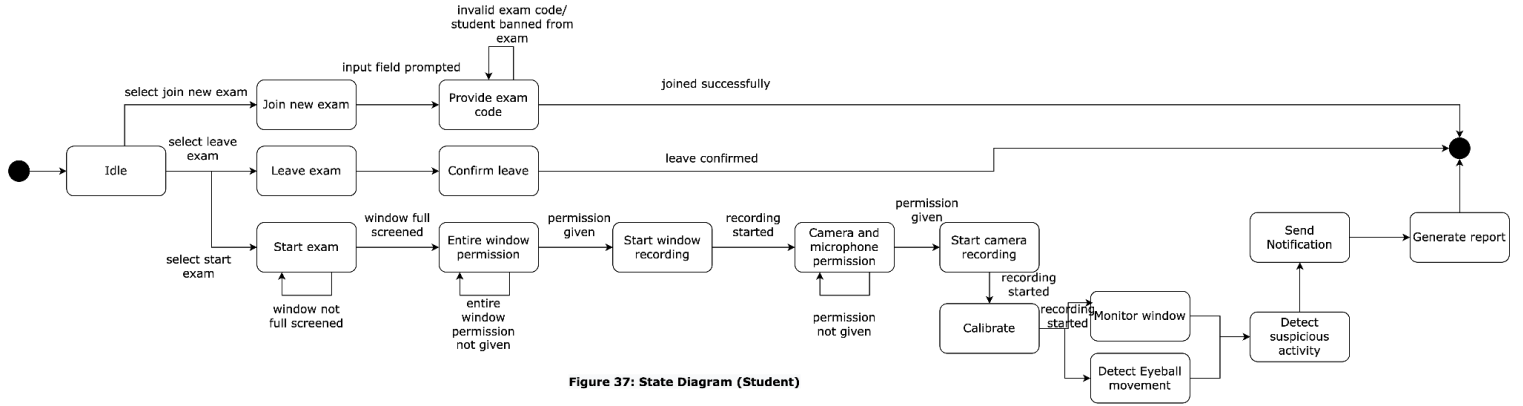 invalid exam code/
student banned from
exam
input field prompted
joined successfully
select join new exam
Join new exam
Provide exam
code
select leave
exam
leave confirmed
Idle
Leave exam
Confirm leave
window full
screened
permission
given
recording
started
permission
given
Start exam
Entire window
permission
Start window
recording
Camera and
microphone
permission
Start camera
recording
Send
Notification
Generate report
select start
exam
window not
full screened
entire
window
permission
not given
permission
not given
recording
started
Calibrate
recording
started
Monitor window
Detect
suspicious
activity
Detect Eyeball
movement
Figure 37: State Diagram (Student)